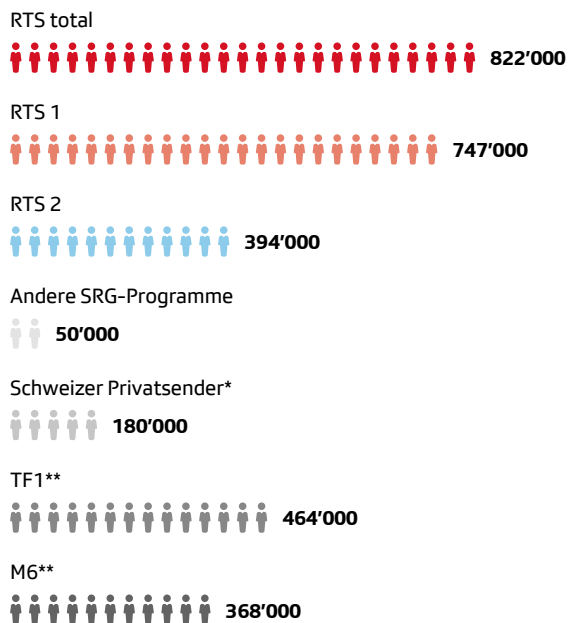 RTS total
822’000
RTS 1
747’000
RTS 2
394’000
Andere SRG-Programme
50’000
Schweizer Privatsender*
180’000
TF1**
464’000
M6**
368’000